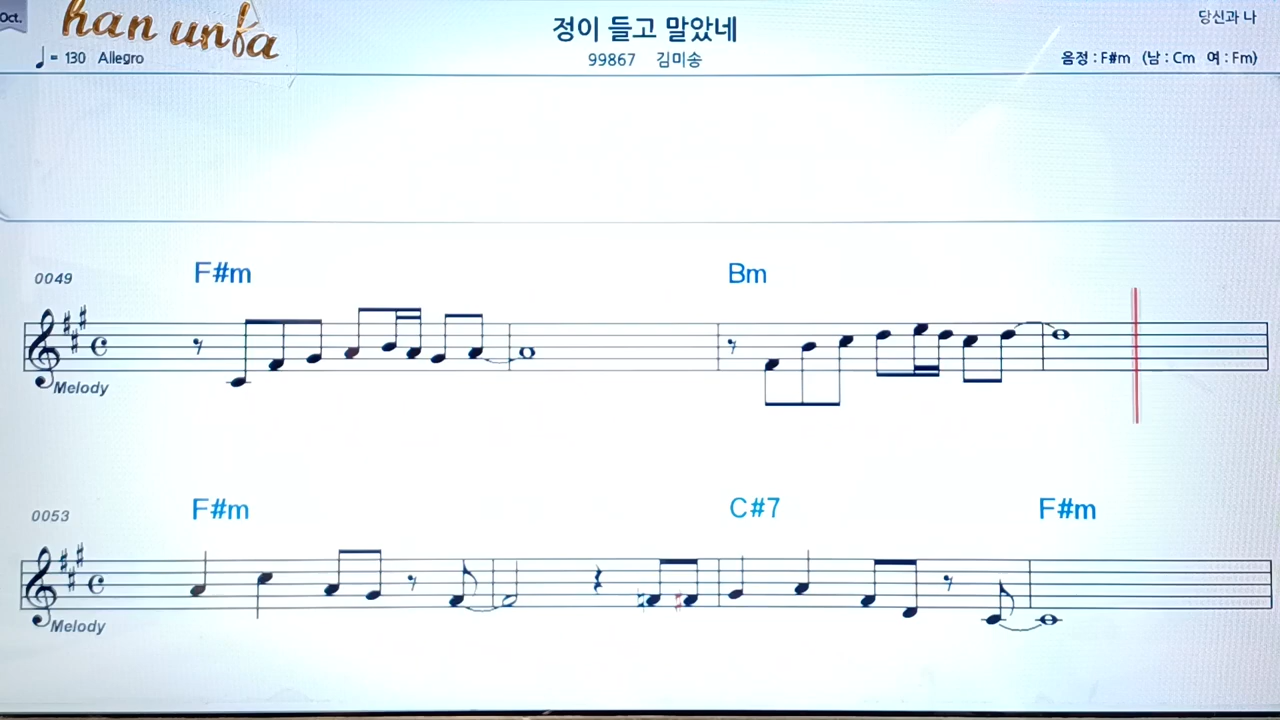 Oct.
han unfa
정이 들고 말았네
당신과 나
♩= 130 Allegro
99867 김미송
음정 : F#m (남 : Cm 여 : Fm)
0049
F#m
Bm
Melody
0053
F#m
C#7
F#m
Melody